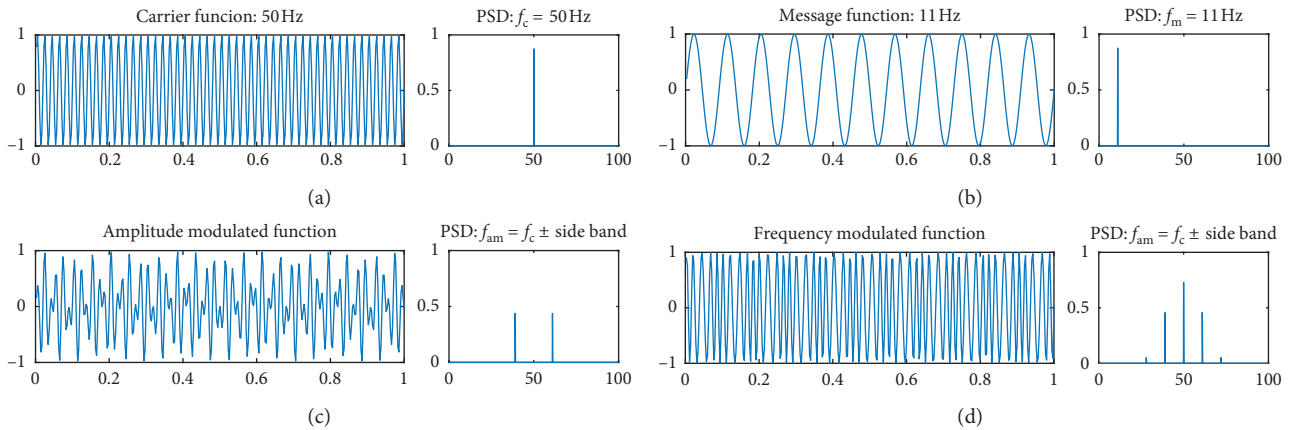 Carrier funcion: 50 Hz
1
0
−1
0 0.2 0.4 0.6 0.8 1
PSD: fc = 50 Hz
1
0.5
0
0 50 100
(a)
Message function: 11 Hz
1
0
−1
0 0.2 0.4 0.6 0.8 1
PSD: fm = 11 Hz
1
0.5
0
0 50 100
(b)
Amplitude modulated function
1
0
−1
0 0.2 0.4 0.6 0.8 1
PSD: fam = fc ± side band
1
0.5
0
0 50 100
(c)
Frequency modulated function
1
0
−1
0 0.2 0.4 0.6 0.8 1
PSD: fam = fc ± side band
1
0.5
0
0 50 100
(d)